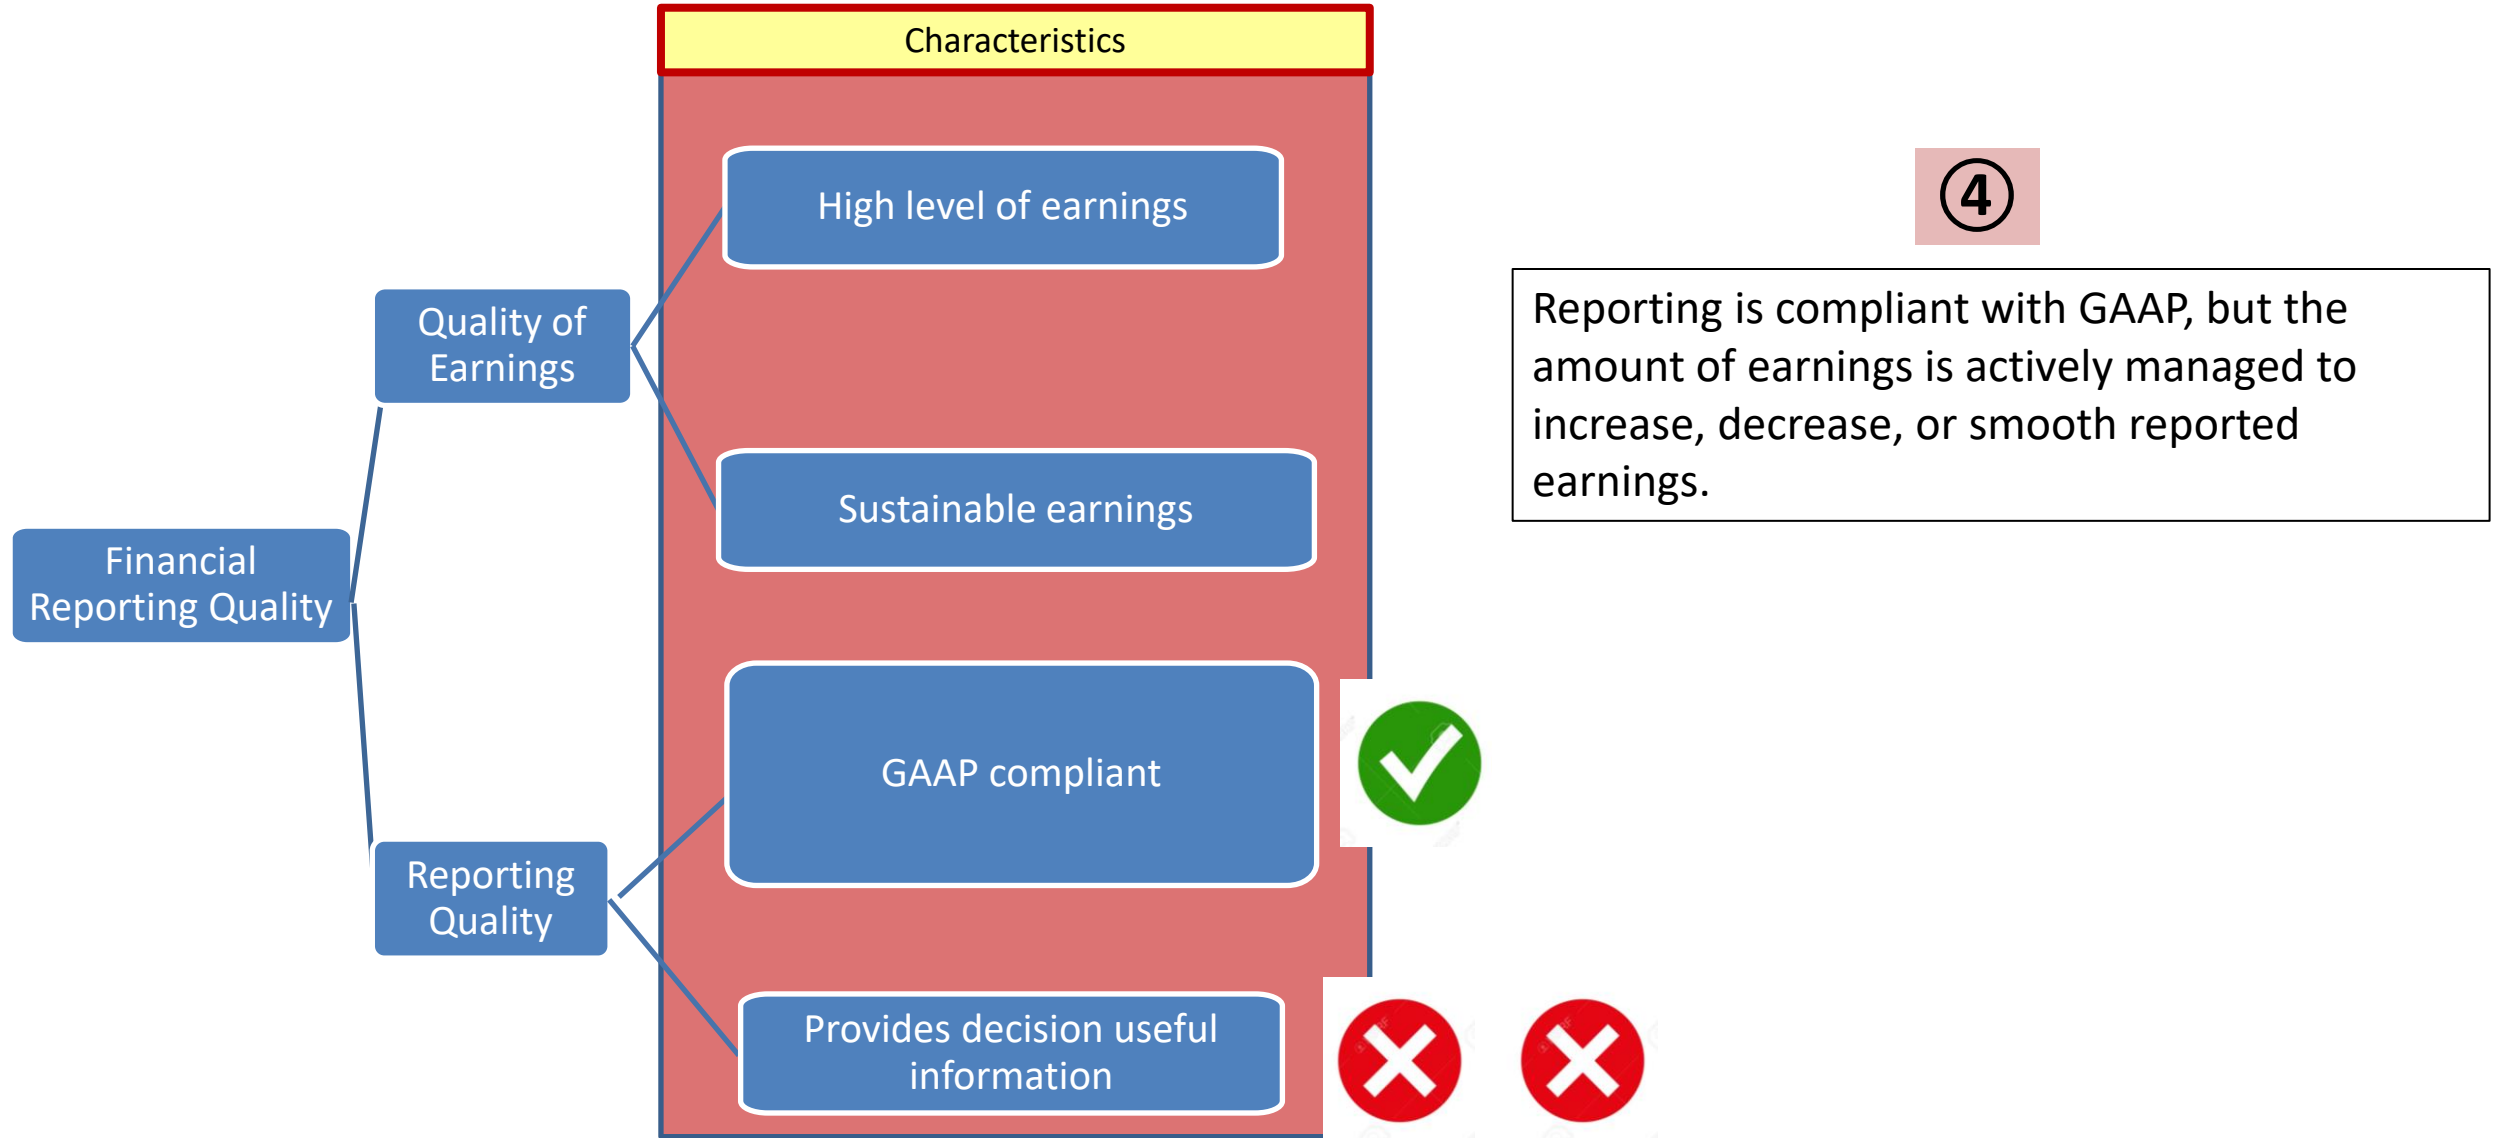 Characteristics
High level of earnings
Quality of
Earnings
Sustainable earnings
Financial
Reporting Quality
GAAP compliant
Reporting
Quality
Provides decision useful
information
④
Reporting is compliant with GAAP, but the
amount of earnings is actively managed to
increase, decrease, or smooth reported
earnings.